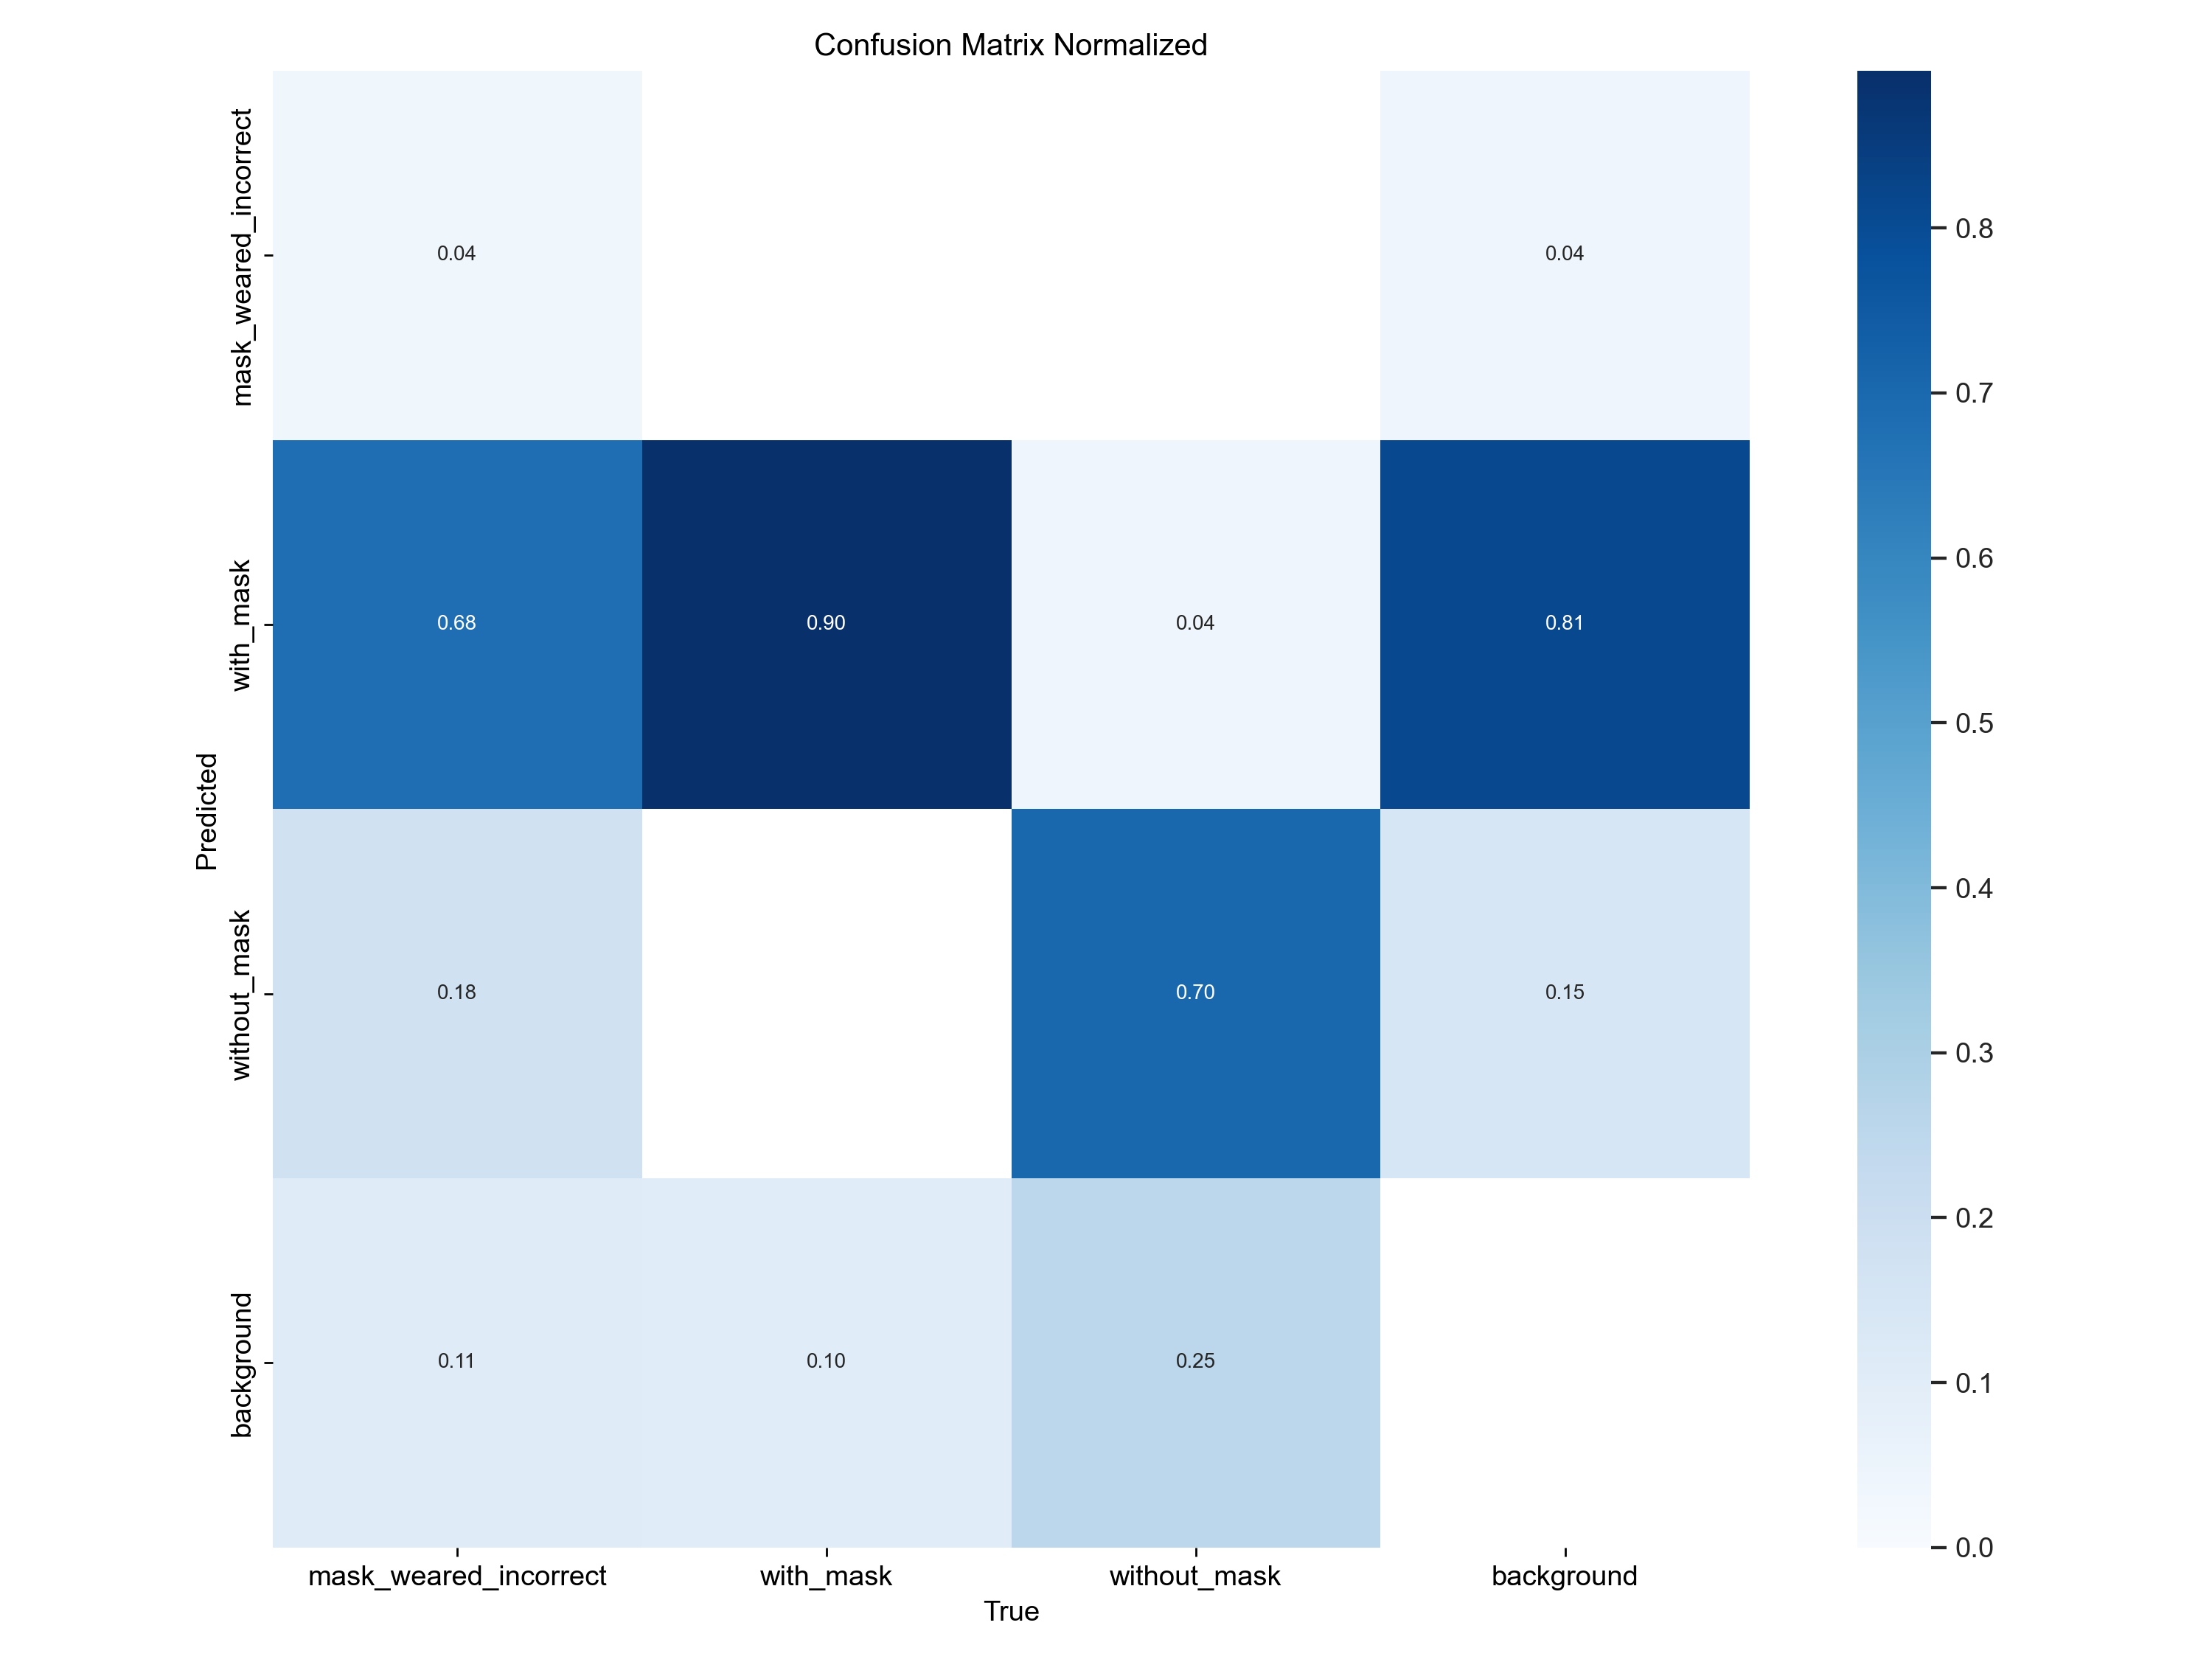 Confusion Matrix Normalized
Predicted
mask_weared_incorrect
0.04
0.04
with_mask
0.68
0.90
0.04
0.81
without_mask
0.18
0.70
0.15
background
0.11
0.10
0.25
mask_weared_incorrect
with_mask
without_mask
background
True
0.8
0.7
0.6
0.5
0.4
0.3
0.2
0.1
0.0